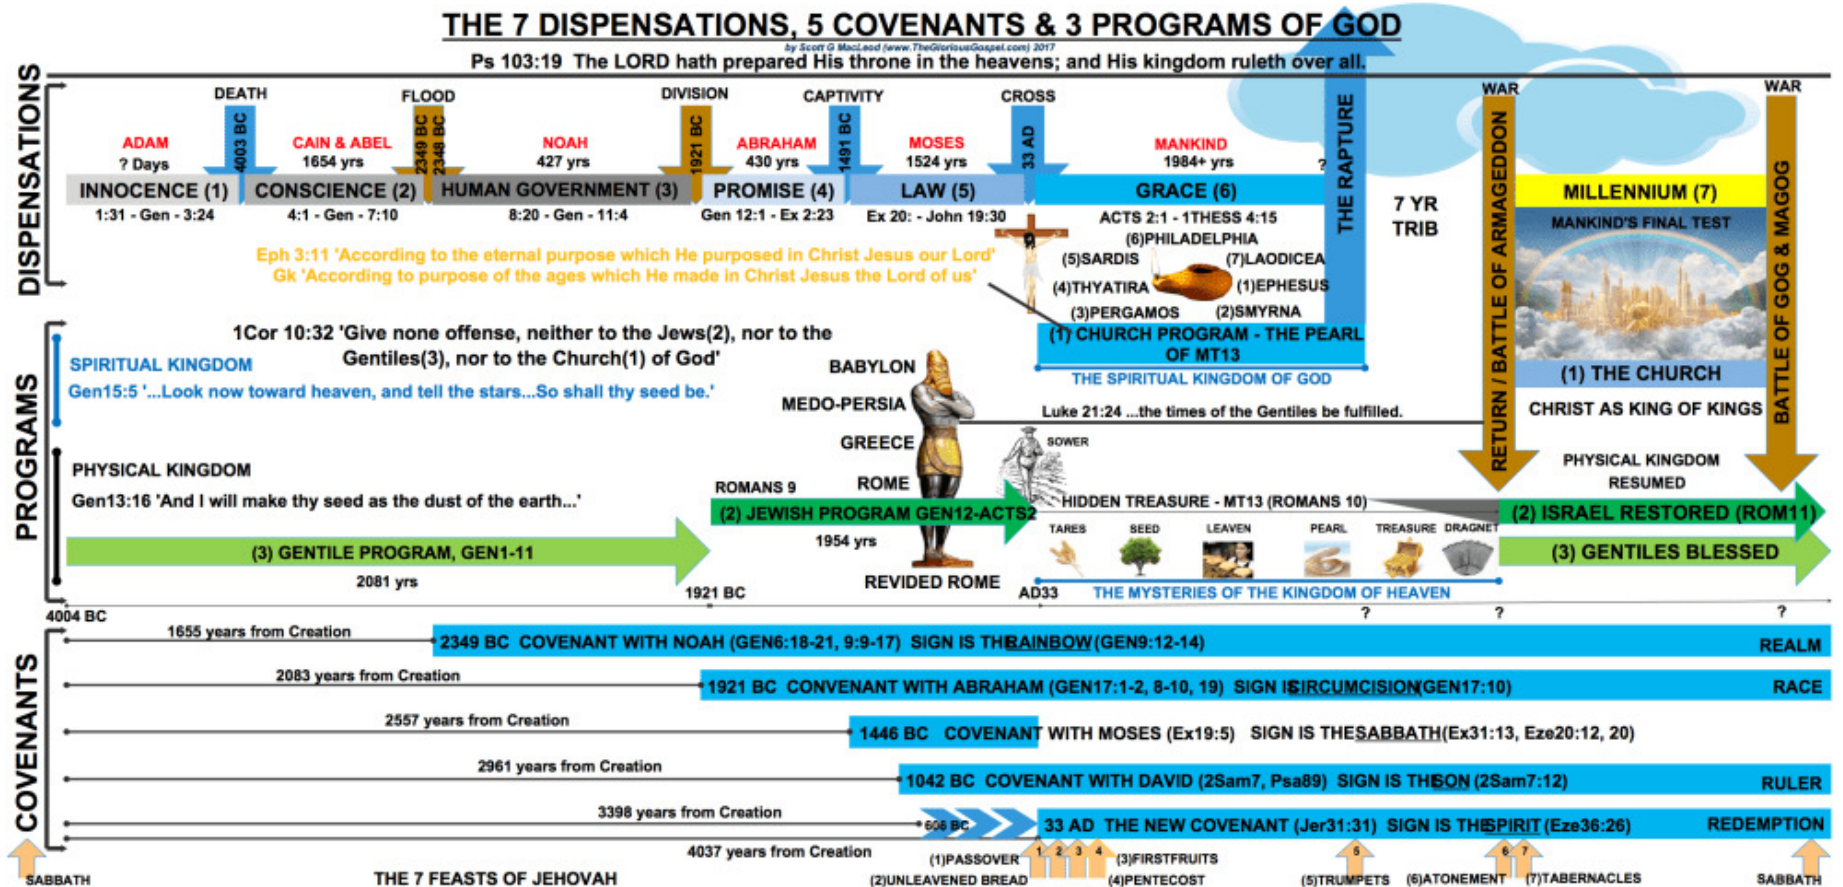 THE 7 DISPENSATIONS, 5 COVENANTS & 3 PROGRAMS OF GOD
by Scott G MacLeod (www.TheGloriousGospel.com) 2017
Ps 103:19 The LORD hath prepared His throne in the heavens; and His kingdom ruleth over all.
DISPENSATIONS
DEATH
FLOOD
DIVISION
CAPTIVITY
CROSS
WAR
WAR
4003 BC
2349 BC
2348 BC
1921 BC
1491 BC
33 AD
THE RAPTURE
RETURN / BATTLE OF ARMAGEDDON
BATTLE OF GOG & MAGOG
ADAM
? Days
CAIN & ABEL
1654 yrs
NOAH
427 yrs
ABRAHAM
430 yrs
MOSES
1524 yrs
MANKIND
1984+ yrs
?
INNOCENCE (1)
CONSCIENCE (2)
HUMAN GOVERNMENT (3)
PROMISE (4)
LAW (5)
GRACE (6)
7 YR
TRIB
MILLENNIUM (7)
1:31 - Gen - 3:24
4:1 - Gen - 7:10
8:20 - Gen - 11:4
Gen 12:1 - Ex 2:23
Ex 20: - John 19:30
ACTS 2:1 - 1THESS 4:15
MANKIND'S FINAL TEST
Eph 3:11 'According to the eternal purpose which He purposed in Christ Jesus our Lord'
Gk 'According to purpose of the ages which He made in Christ Jesus the Lord of us'
(6)PHILADELPHIA
(5)SARDIS
(7)LAODICEA
(4)THYATIRA
(1)EPHESUS
(3)PERGAMOS
(2)SMYRNA
PROGRAMS
1Cor 10:32 'Give none offense, neither to the Jews(2), nor to the
Gentiles(3), nor to the Church(1) of God'
(1) CHURCH PROGRAM - THE PEARL
OF MT13
THE SPIRITUAL KINGDOM OF GOD
(1) THE CHURCH
CHRIST AS KING OF KINGS
SPIRITUAL KINGDOM
Gen15:5 '...Look now toward heaven, and tell the stars...So shall thy seed be.'
BABYLON
MEDO-PERSIA
GREECE
ROME
REVIDED ROME
Luke 21:24 ...the times of the Gentiles be fulfilled.
SOWER
PHYSICAL KINGDOM
RESUMED
PHYSICAL KINGDOM
Gen13:16 'And I will make thy seed as the dust of the earth...'
ROMANS 9
(2) JEWISH PROGRAM GEN12-ACTS2
1954 yrs
HIDDEN TREASURE - MT13 (ROMANS 10)
(2) ISRAEL RESTORED (ROM11)
TARES
SEED
LEAVEN
PEARL
TREASURE
DRAGNET
(3) GENTILE PROGRAM, GEN1-11
2081 yrs
(3) GENTILES BLESSED
THE MYSTERIES OF THE KINGDOM OF HEAVEN
4004 BC
1921 BC
AD33
?
?
?
COVENANTS
1655 years from Creation
2349 BC COVENANT WITH NOAH (GEN6:18-21, 9:9-17) SIGN IS THE RAINBOW (GEN9:12-14)
REALM
2083 years from Creation
1921 BC CONVENANT WITH ABRAHAM (GEN17:1-2, 8-10, 19) SIGN IS CIRCUMCISION (GEN17:10)
RACE
2557 years from Creation
1446 BC COVENANT WITH MOSES (Ex19:5) SIGN IS THE SABBATH (Ex31:13, Eze20:12, 20)
2961 years from Creation
1042 BC COVENANT WITH DAVID (2Sam7, Psa89) SIGN IS THE SON (2Sam7:12)
RULER
3398 years from Creation
606 BC
33 AD THE NEW COVENANT (Jer31:31) SIGN IS THE SPIRIT (Eze36:26)
REDEMPTION
4037 years from Creation
1
2
3
4
5
6
7
SABBATH
THE 7 FEASTS OF JEHOVAH
(1)PASSOVER
(2)UNLEAVENED BREAD
(3)FIRSTFRUITS
(4)PENTECOST
(5)TRUMPETS
(6)ATONEMENT
(7)TABERNACLES
SABBATH